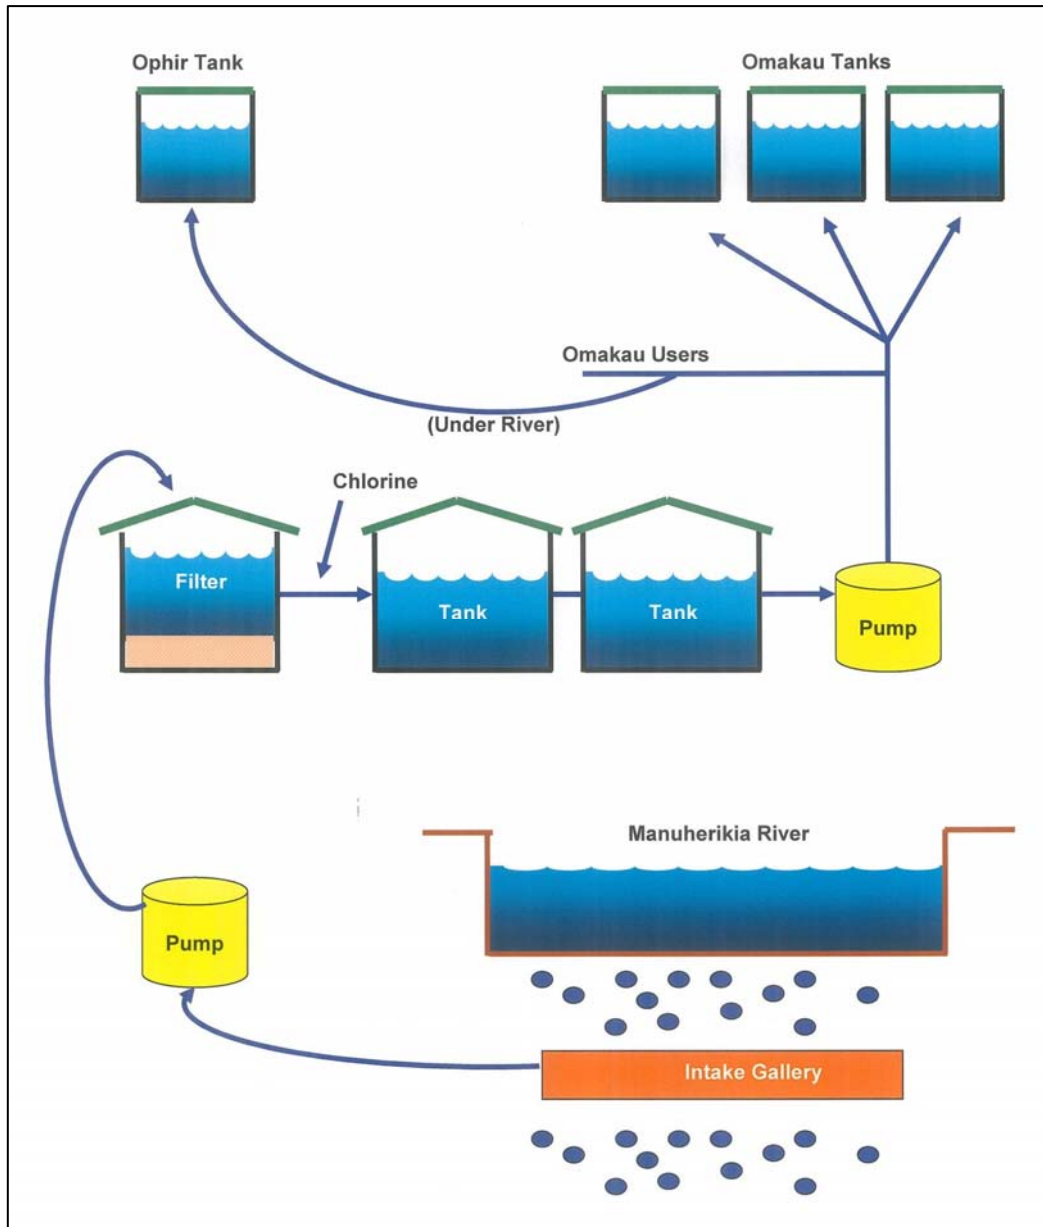 Ophir Tank
Omakau Tanks
Omakau Users
(Under River)
Chlorine
Filter
Tank
Tank
Pump
Manuherikia River
Pump
Intake Gallery